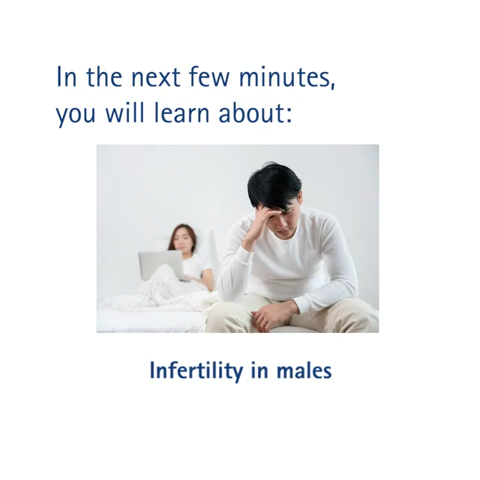 In the next few minutes,
you will learn about:
Infertility in males